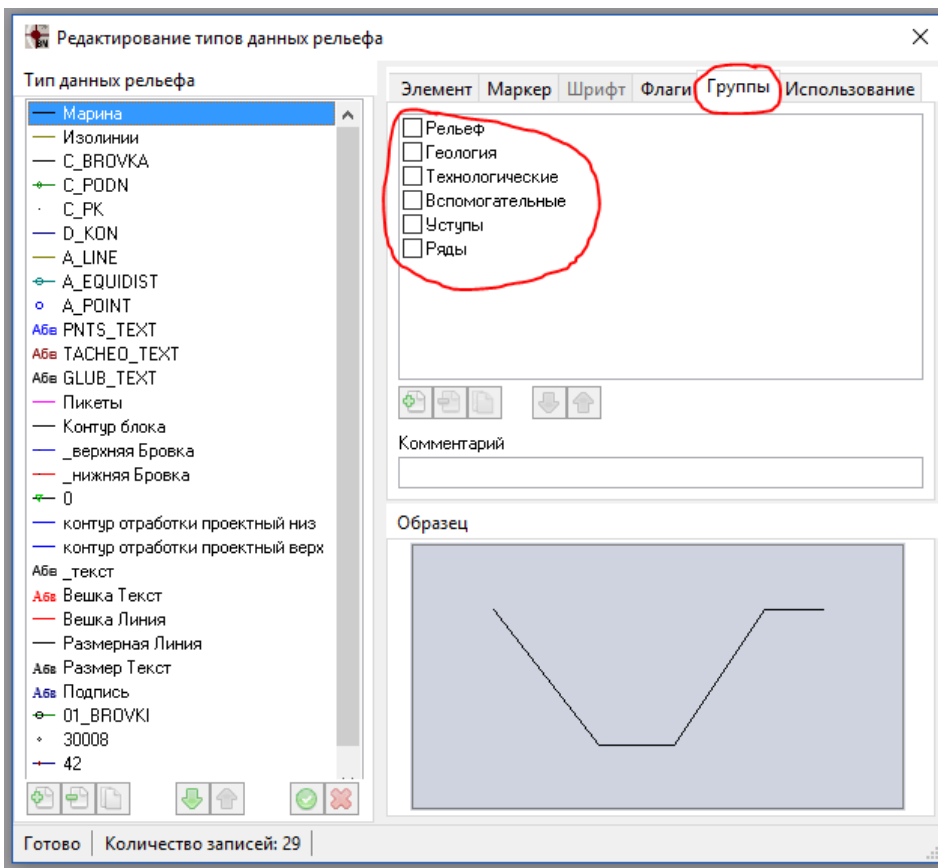 Редактирование типов данных рельефа
Тип данных рельефа
Марина
Изолинии
C_BROVKA
C_PODN
C_PK
D_KON
A_LINE
A_EQUIDIST
A_POINT
Абв PNTS_TEXT
Абв TACHEO_TEXT
Абв GLUB_TEXT
Пикеты
Контур блока
_верхняя Бровка
_нижняя Бровка
0
контур отработки проектный низ
контур отработки проектный верх
Абв _текст
Абв Вешка Текст
Вешка Линия
Размерная Линия
Абв Размер Текст
Абв Подпись
01_BROVKI
30008
42
Элемент Маркер Шрифт Флаги Группы Использование
Рельеф
Геология
Технологические
Вспомогательные
Уступы
Ряды
Комментарий
Образец
Готово Количество записей: 29